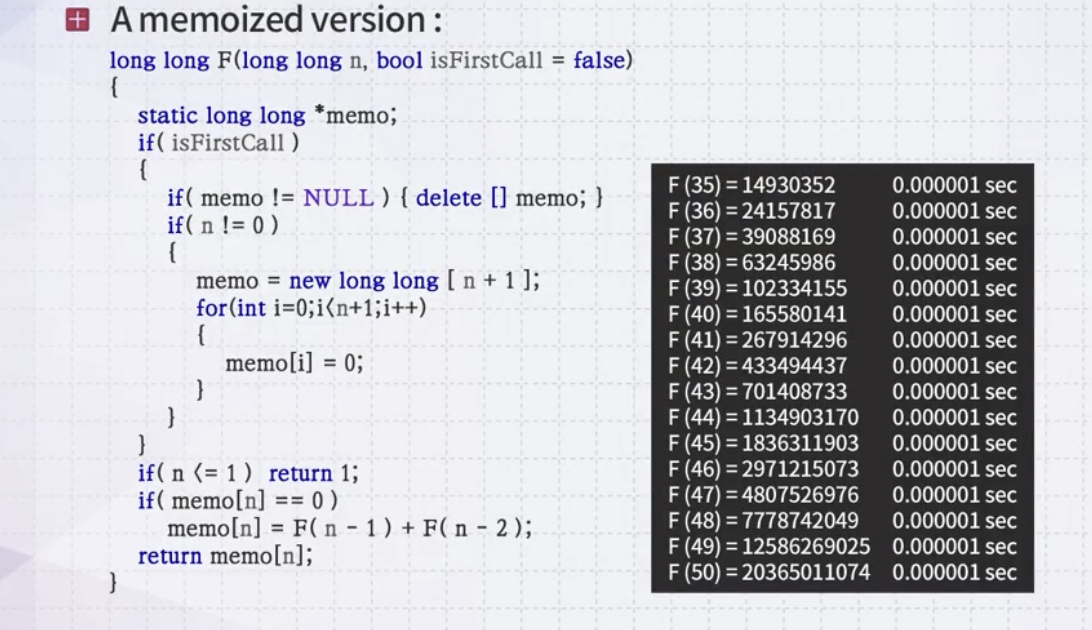 A memoized version :
long long F(long long n, bool isFirstCall = false)
{
static long long *memo;
if( isFirstCall )
{
if( memo != NULL ) { delete [] memo; }
if( n != 0 )
{
memo = new long long [ n + 1 ];
for(int i=0;i<n+1;i++)
{
memo[i] = 0;
}
}
}
if( n <= 1 ) return 1;
if( memo[n] == 0 )
memo[n] = F( n - 1 ) + F( n - 2 );
return memo[n];
}
F (35) = 14930352 0.000001 sec
F (36) = 24157817 0.000001 sec
F (37) = 39088169 0.000001 sec
F (38) = 63245986 0.000001 sec
F (39) = 102334155 0.000001 sec
F (40) = 165580141 0.000001 sec
F (41) = 267914296 0.000001 sec
F (42) = 433494437 0.000001 sec
F (43) = 701408733 0.000001 sec
F (44) = 1134903170 0.000001 sec
F (45) = 1836311903 0.000001 sec
F (46) = 2971215073 0.000001 sec
F (47) = 4807526976 0.000001 sec
F (48) = 7778742049 0.000001 sec
F (49) = 12586269025 0.000001 sec
F (50) = 20365011074 0.000001 sec